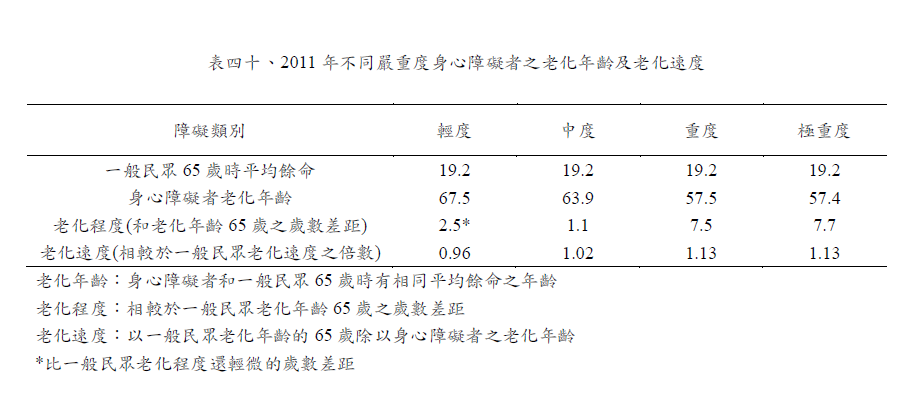 表四十、2011 年不同嚴重度身心障礙者之老化年齡及老化速度
障礙類別 輕度 中度 重度 極重度
一般民眾 65 歲時平均餘命 19.2 19.2 19.2 19.2
身心障礙者老化年齡 67.5 63.9 57.5 57.4
老化程度(和老化年齡 65 歲之歲數差距) 2.5* 1.1 7.5 7.7
老化速度(相較於一般民眾老化速度之倍數) 0.96 1.02 1.13 1.13
老化年齡：身心障礙者和一般民眾 65 歲時有相同平均餘命之年齡
老化程度：相較於一般民眾老化年齡 65 歲之歲數差距
老化速度：以一般民眾老化年齡的 65 歲除以身心障礙者之老化年齡
*比一般民眾老化程度還輕微的歲數差距